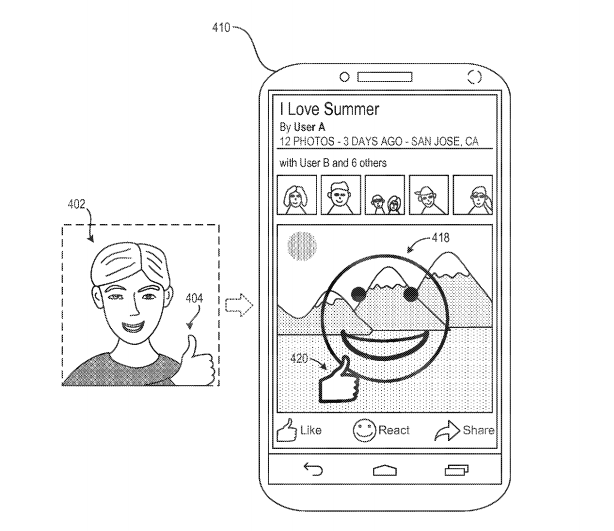 410
I Love Summer
By User A
12 PHOTOS - 3 DAYS AGO - SAN JOSE, CA
with User B and 6 others
402
404
418
420
Like React Share